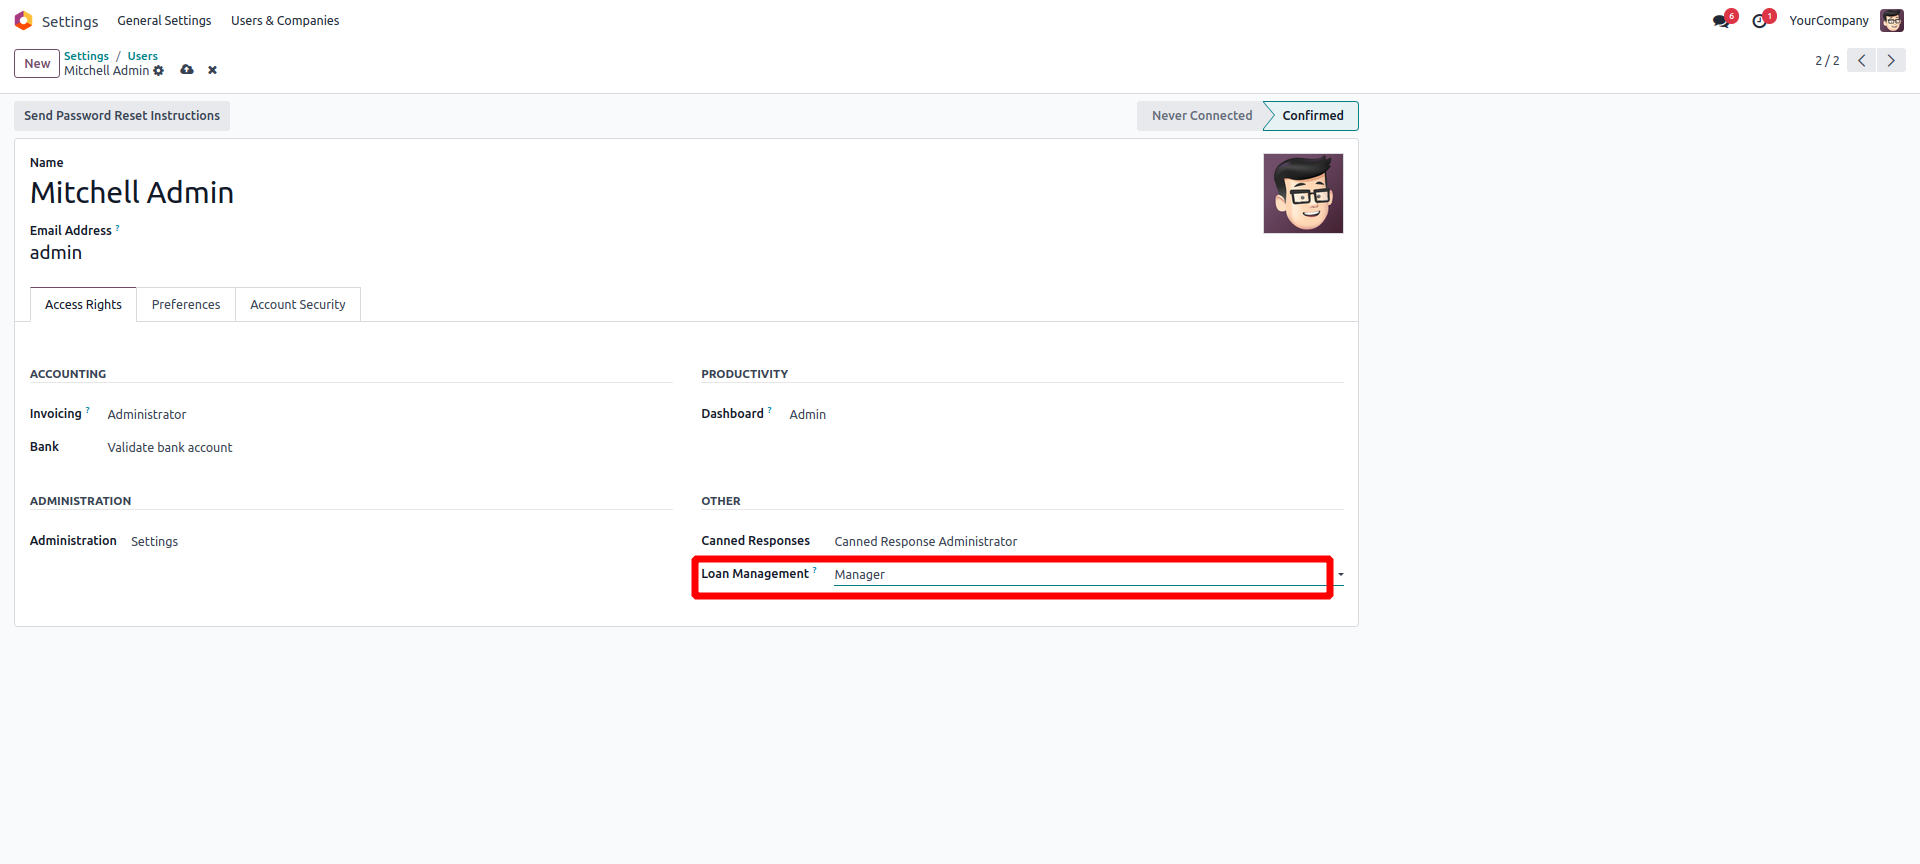 Settings General Settings Users & Companies 6 1 YourCompany
New Settings / Users
Mitchell Admin 2 / 2
Send Password Reset Instructions Never Connected Confirmed
Name
Mitchell Admin
Email Address ?
admin
Access Rights Preferences Account Security
ACCOUNTING PRODUCTIVITY
Invoicing ? Administrator Dashboard ? Admin
Bank Validate bank account
ADMINISTRATION OTHER
Administration Settings Canned Responses Canned Response Administrator
Loan Management ? Manager